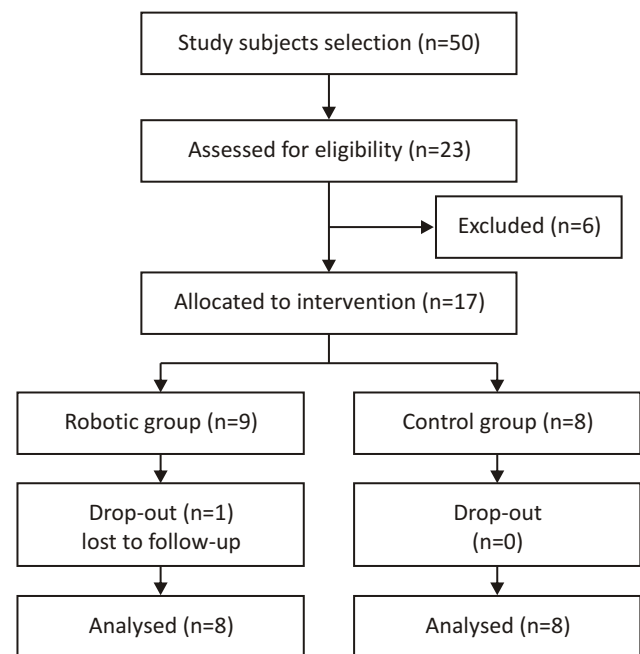 Study subjects selection (n=50)
Assessed for eligibility (n=23)
Excluded (n=6)
Allocated to intervention (n=17)
Robotic group (n=9)
Control group (n=8)
Drop-out (n=1)
lost to follow-up
Drop-out
(n=0)
Analysed (n=8)
Analysed (n=8)